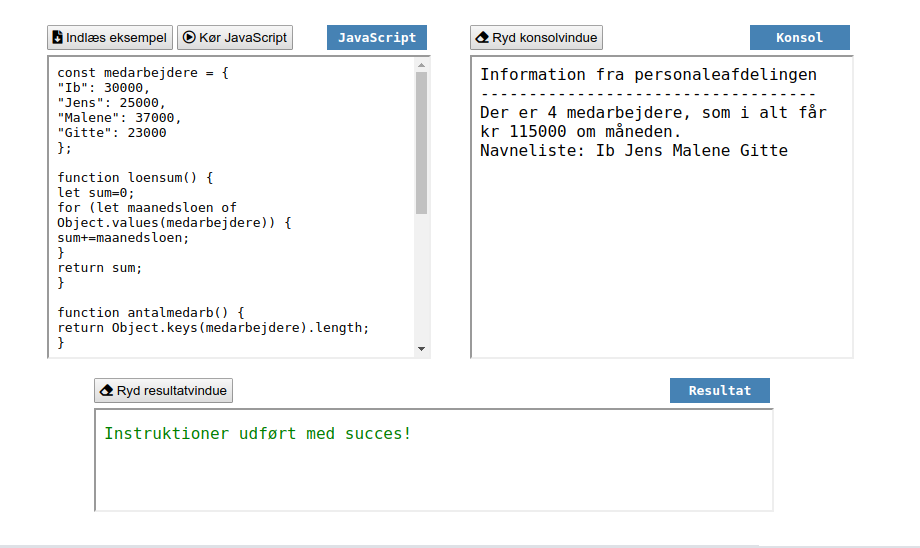 Indlæs eksempel Kør JavaScript JavaScript
const medarbejdere = {
"Ib": 30000,
"Jens": 25000,
"Malene": 37000,
"Gitte": 23000
};
function loensum() {
let sum=0;
for (let maanedsloen of
Object.values(medarbejdere)) {
sum+=maanedsloen;
}
return sum;
}
function antalmedarb() {
return Object.keys(medarbejdere).length;
}
Ryd konsolvindue Konsol
Information fra personaleafdelingen
-----------------------------------
Der er 4 medarbejdere, som i alt får
kr 115000 om måneden.
Navneliste: Ib Jens Malene Gitte
Ryd resultatvindue Resultat
Instruktioner udført med succes!